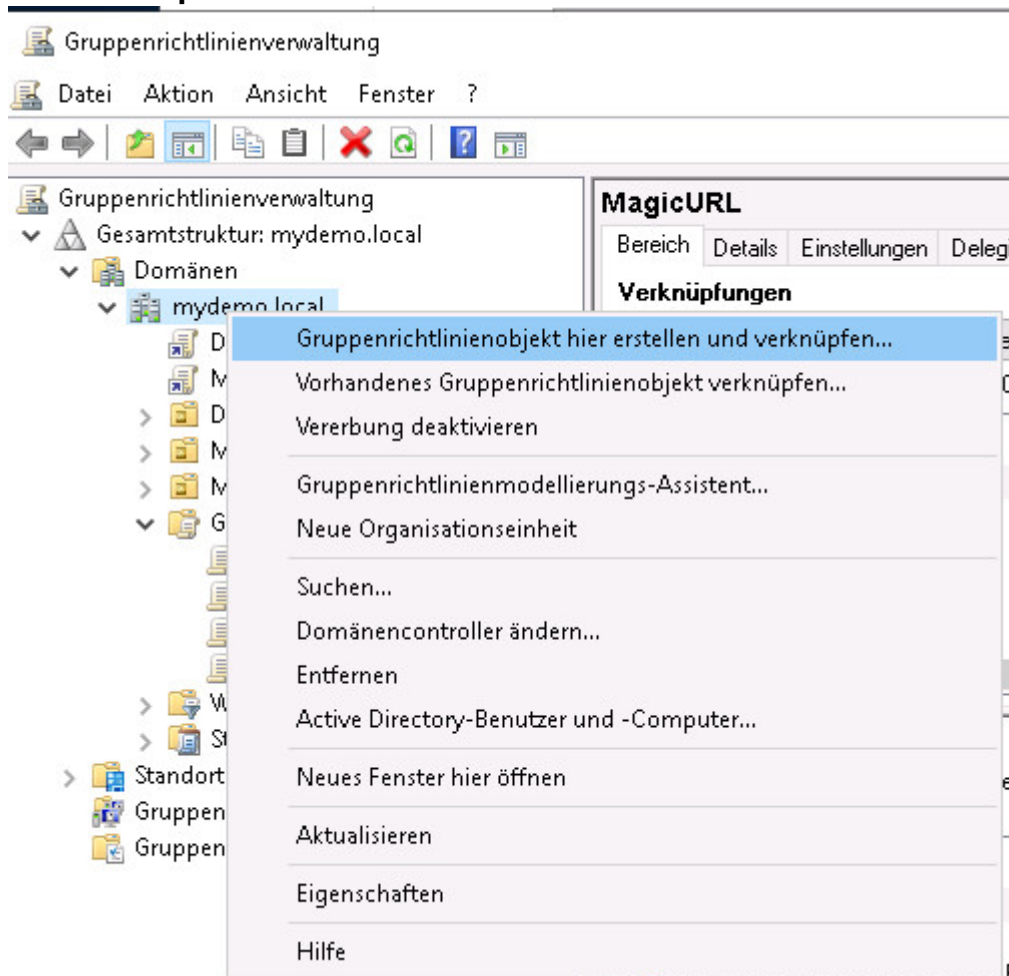 Gruppenrichtlinienverwaltung
Datei Aktion Ansicht Fenster ?
Gruppenrichtlinienverwaltung
Gesamtstruktur: mydemo.local
Domänen
mydemo.local
D
M
D
M
M
G
W
St
Standort
Gruppen
Gruppen
MagicURL
Bereich Details Einstellungen Delegi
Verknüpfungen
Gruppenrichtlinienobjekt hier erstellen und verknüpfen...
Vorhandenes Gruppenrichtlinienobjekt verknüpfen...
Vererbung deaktivieren
Gruppenrichtlinienmodellierungs-Assistent...
Neue Organisationseinheit
Suchen...
Domänencontroller ändern...
Entfernen
Active Directory-Benutzer und -Computer...
Neues Fenster hier öffnen
Aktualisieren
Eigenschaften
Hilfe